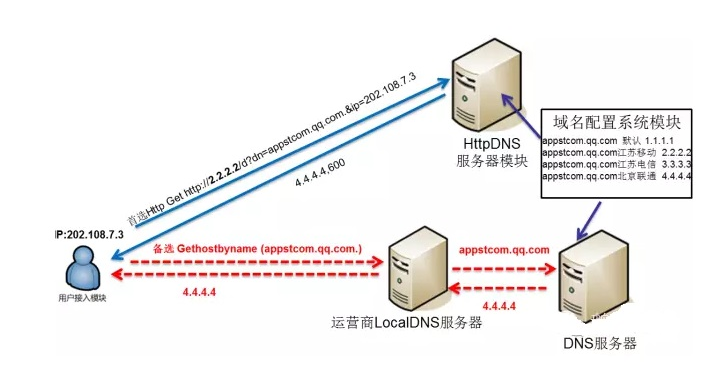 首选Http Get http://2.2.2.2/d?dn=appstcom.qq.com.&ip=202.108.7.3
4.4.4.4,600
HttpDNS
服务器模块
域名配置系统模块
appstcom.qq.com 默认 1.1.1.1
appstcom.qq.com江苏移动 2.2.2.2
appstcom.qq.com江苏电信 3.3.3.3
appstcom.qq.com北京联通 4.4.4.4
IP:202.108.7.3
用户接入模块
备选 Gethostbyname (appstcom.qq.com.)
4.4.4.4
运营商LocalDNS服务器
appstcom.qq.com
4.4.4.4
DNS服务器